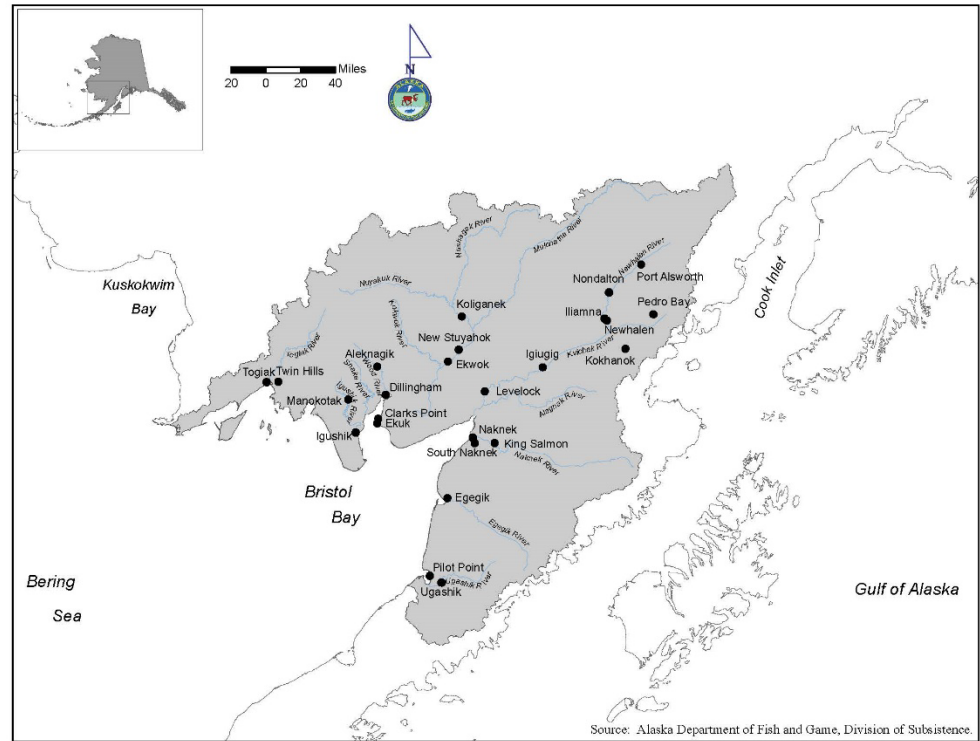 Miles
20 0 20 40
N
ALASKA
Nushagak River
Mulchatna River
Newhalen River
Port Alsworth
Nondalton
Cook Inlet
Kuskokwim
Bay
Nuyakuk River
Koliganek
Pedro Bay
Iliamna
Newhalen
Kokwok River
New Stuyahok
Togiak River
Aleknagik
Ekwok
Igiugig
Kvichak River
Kokhanok
Togiak
Twin Hills
Wood River
Snake River
Dillingham
Levelock
Alagnak River
Manokotak
Igushik River
Clarks Point
Ekuk
Igushik
Naknek
King Salmon
South Naknek
Naknek River
Bristol
Bay
Egegik
Egegik River
Bering
Sea
Pilot Point
Ugashik River
Ugashik
Gulf of Alaska
Source: Alaska Department of Fish and Game, Division of Subsistence.